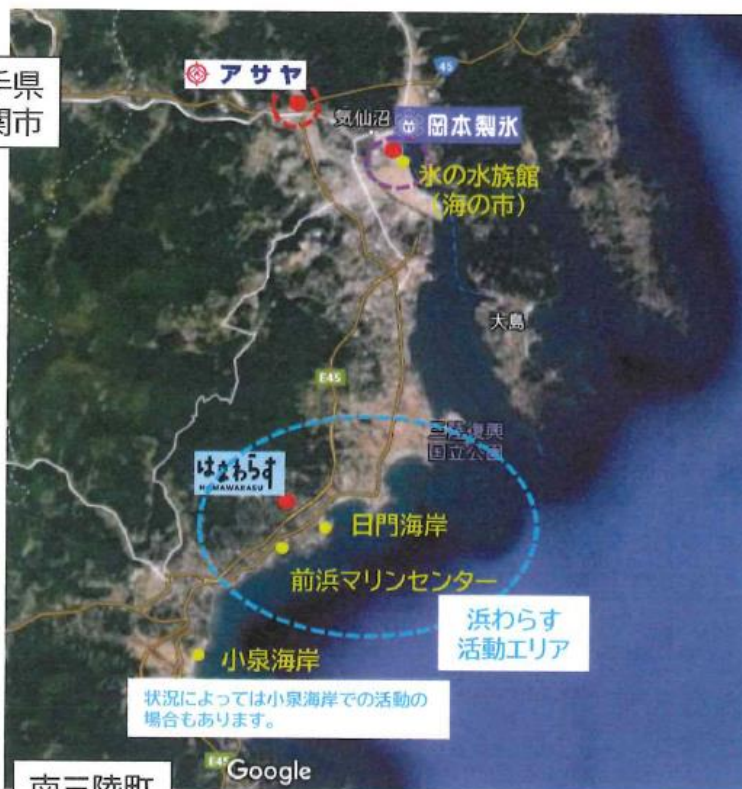 手県
関市
アサヤ
45
気仙沼
岡本製氷
氷の水族館
(海の市)
大島
E45
三陸復興
国立公園
はまわらす
HAMAWARASU
日門海岸
前浜マリンセンター
浜わらす
活動エリア
小泉海岸
状況によっては小泉海岸での活動の
場合もあります。
E45
Google
南三陸町